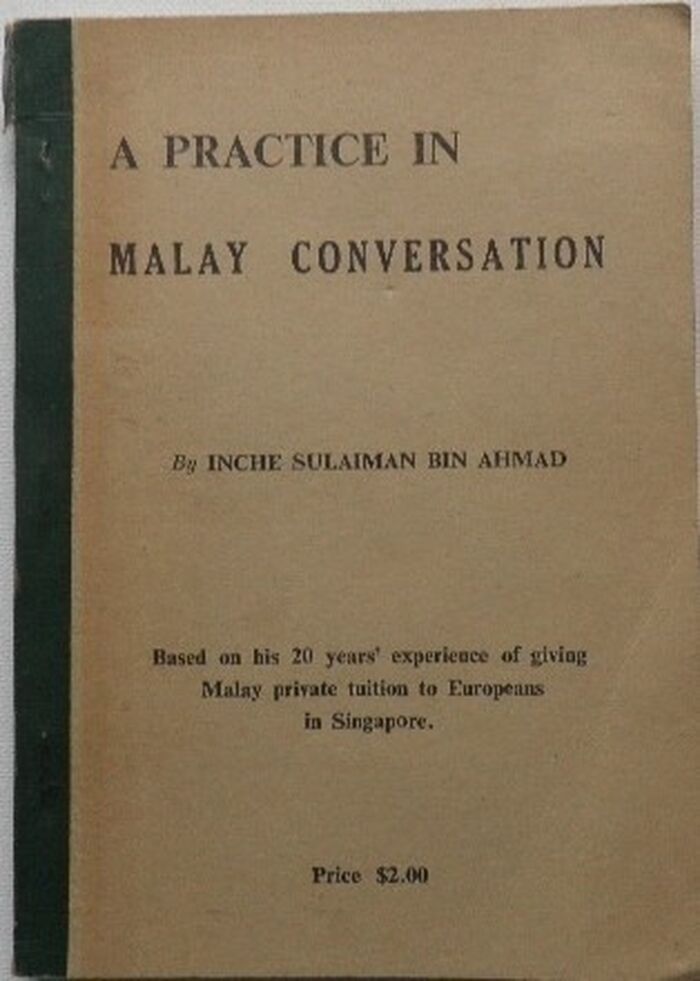 A PRACTICE IN
MALAY CONVERSATION
By INCHE SULAIMAN BIN AHMAD
Based on his 20 years' experience of giving
Malay private tuition to Europeans
in Singapore.
Price $2.00